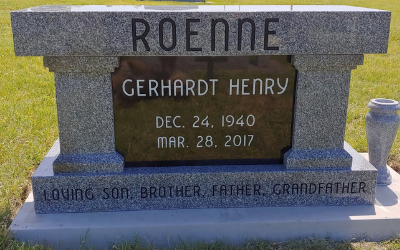 ROENNE
GERHARDT HENRY
DEC. 24, 1940
MAR. 28, 2017
LOVING SON, BROTHER, FATHER, GRANDFATHER